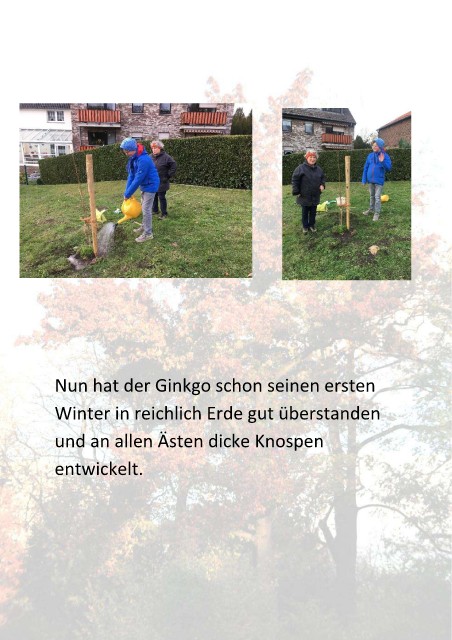 Nun hat der Ginkgo schon seinen ersten
Winter in reichlich Erde gut überstanden
und an allen Ästen dicke Knospen
entwickelt.